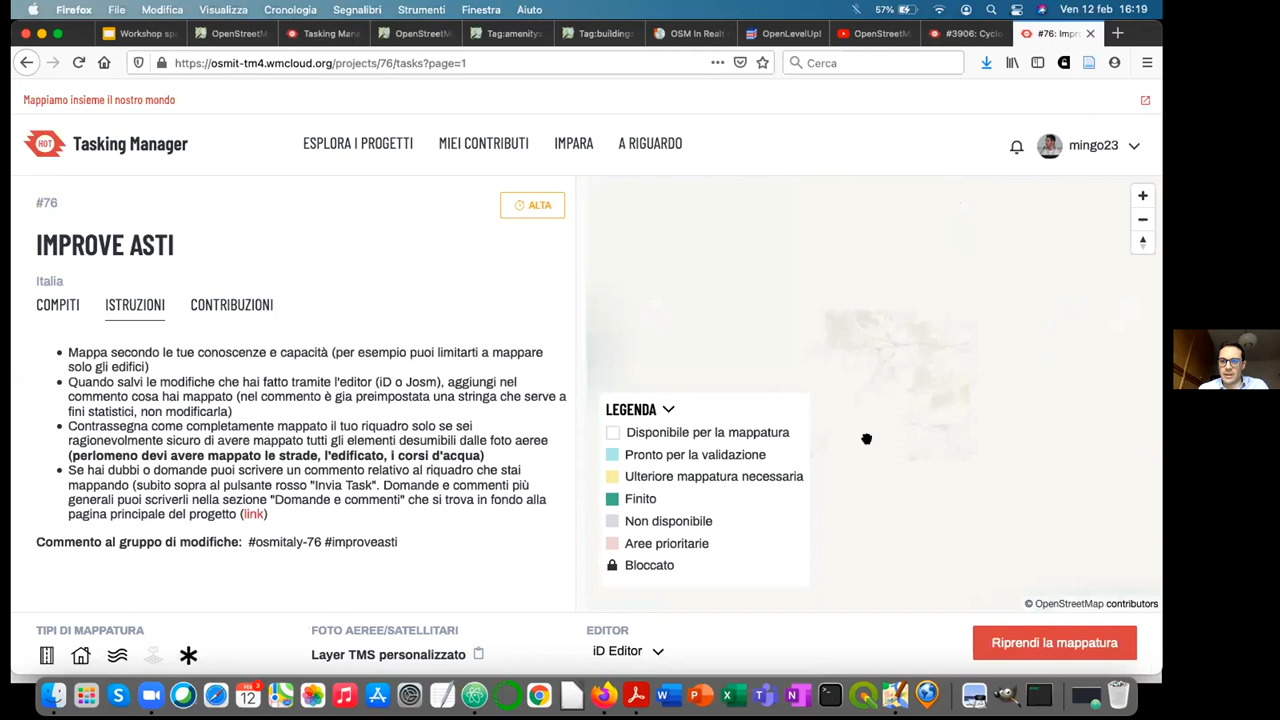 Firefox File Modifica Visualizza Cronologia Segnalibri Strumenti Finestra Aiuto 57% Ven 12 feb 16:19
Workshop sp OpenStreetM Tasking Man OpenStreetM Tag:amenity= Tag:building= OSM In Realt OpenLevelUp! OpenStreetM #3906: Cyclo #76: Impro
https://osmit-tm4.wmcloud.org/projects/76/tasks?page=1 Cerca
Mappiamo insieme il nostro mondo
HOT Tasking Manager ESPLORA I PROGETTI MIEI CONTRIBUTI IMPARA A RIGUARDO mingo23
#76 ALTA
IMPROVE ASTI
Italia
COMPITI ISTRUZIONI CONTRIBUZIONI
• Mappa secondo le tue conoscenze e capacità (per esempio puoi limitarti a mappare
solo gli edifici)
• Quando salvi le modifiche che hai fatto tramite l'editor (iD o Josm), aggiungi nel
commento cosa hai mappato (nel commento è gia preimpostata una stringa che serve a
fini statistici, non modificarla)
• Contrassegna come completamente mappato il tuo riquadro solo se sei
ragionevolmente sicuro di avere mappato tutti gli elementi desumibili dalle foto aeree
(perlomeno devi avere mappato le strade, l'edificato, i corsi d'acqua)
• Se hai dubbi o domande puoi scrivere un commento relativo al riquadro che stai
mappando (subito sopra al pulsante rosso "Invia Task". Domande e commenti più
generali puoi scriverli nella sezione "Domande e commenti" che si trova in fondo alla
pagina principale del progetto (link)
Commento al gruppo di modifiche: #osmitaly-76 #improveasti
LEGENDA
Disponibile per la mappatura
Pronto per la validazione
Ulteriore mappatura necessaria
Finito
Non disponibile
Aree prioritarie
Bloccato
© OpenStreetMap contributors
TIPI DI MAPPATURA FOTO AEREE/SATELLITARI EDITOR
Layer TMS personalizzato iD Editor Riprendi la mappatura